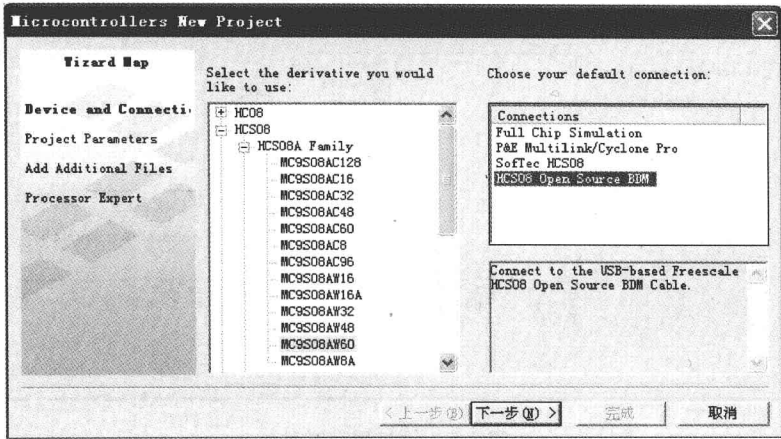 Microcontrollers New Project
Wizard Map
Device and Connecti
Project Parameters
Add Additional Files
Processor Expert
Select the derivative you would
like to use:
HC08
HCS08
HCS08A Family
MC9S08AC128
MC9S08AC16
MC9S08AC32
MC9S08AC48
MC9S08AC60
MC9S08AC8
MC9S08AC96
MC9S08AW16
MC9S08AW16A
MC9S08AW32
MC9S08AW48
MC9S08AW60
MC9S08AW8A
Choose your default connection:
Connections
Full Chip Simulation
P&E Multilink/Cyclone Pro
SofTec HCS08
HCS08 Open Source BDM
Connect to the USB-based Freescale
HCS08 Open Source BDM Cable.
< 上一步(B) 下一步(N) > 完成 取消